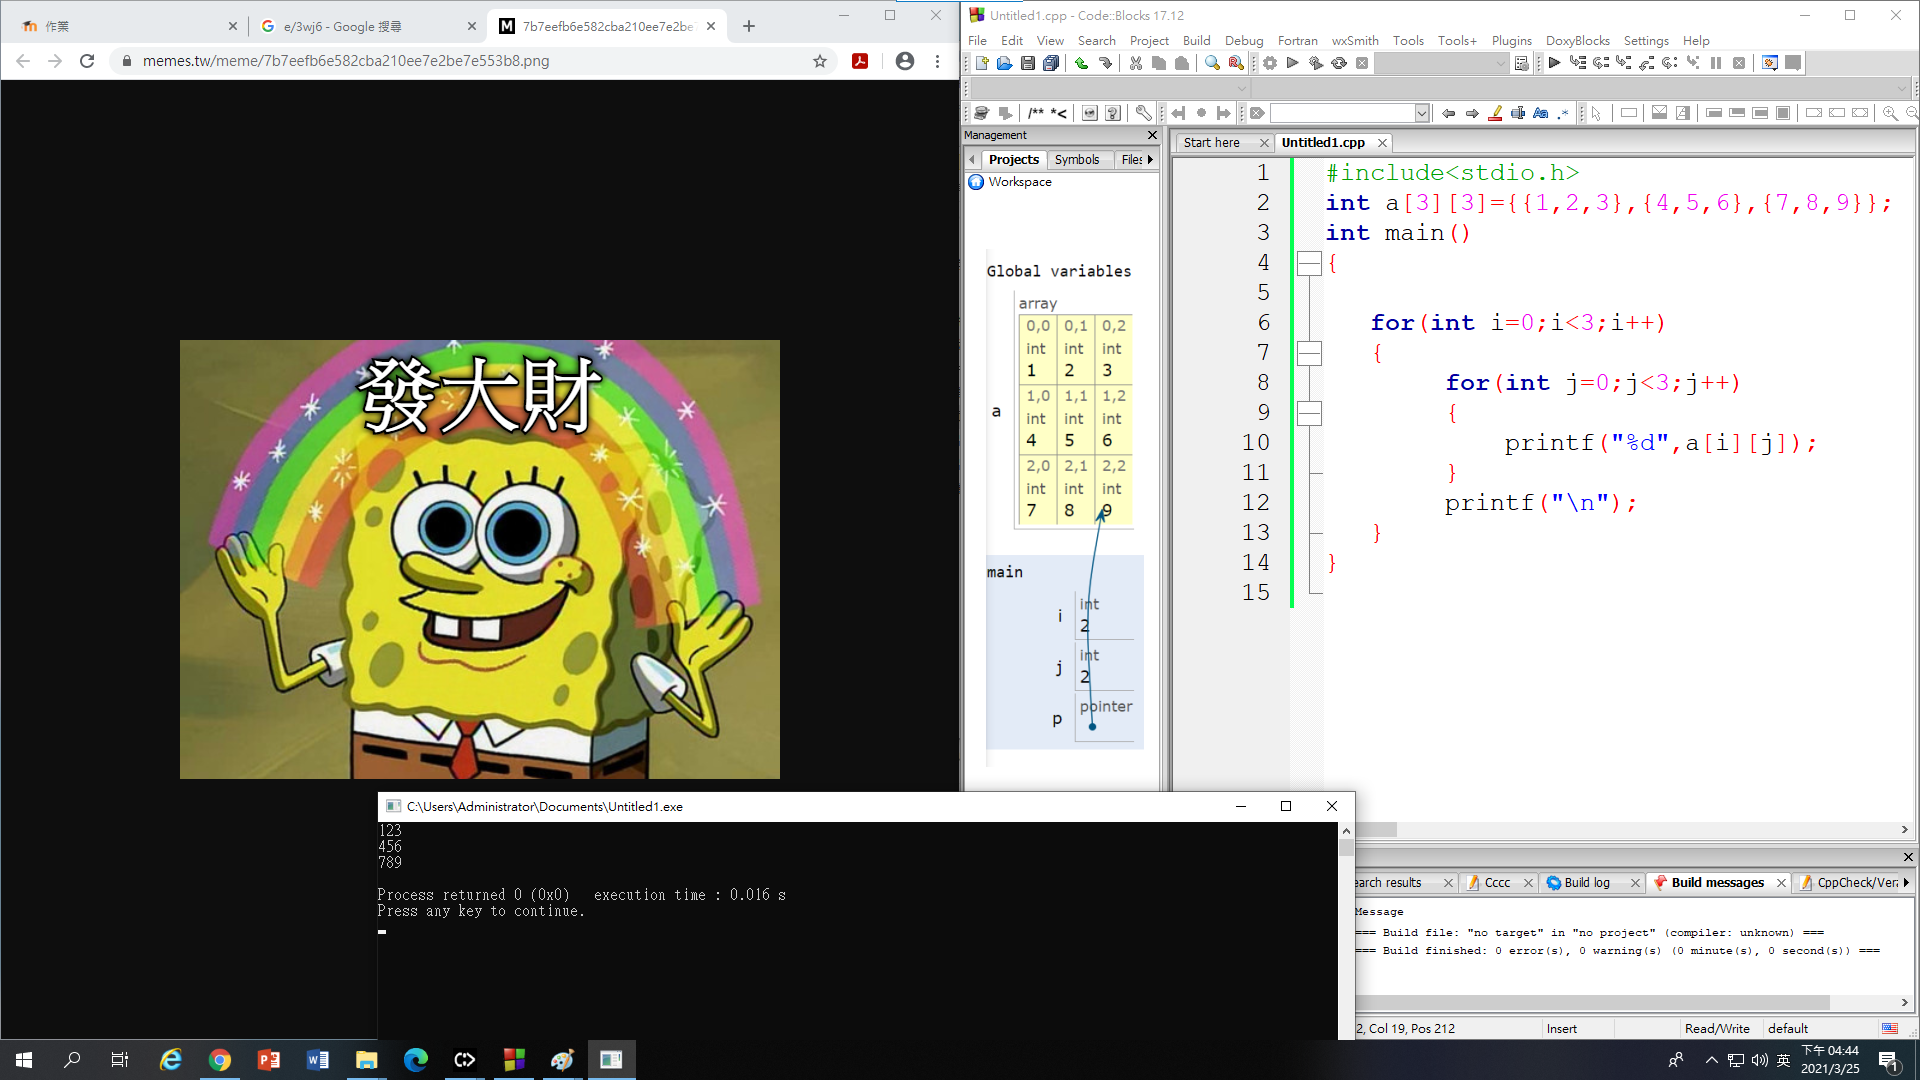 作業
e/3wj6 - Google 搜尋
7b7eefb6e582cba210ee7e2be7
memes.tw/meme/7b7eefb6e582cba210ee7e2be7e553b8.png
發大財
Untitled1.cpp - Code::Blocks 17.12
File Edit View Search Project Build Debug Fortran wxSmith Tools Tools+ Plugins DoxyBlocks Settings Help
/** *<
Management
Projects Symbols Files
Workspace
Global variables
array
0,0 0,1 0,2
int int int
1 2 3
1,0 1,1 1,2
a
int int int
4 5 6
2,0 2,1 2,2
int int int
7 8 9
main
int
i
2
int
j
2
pointer
p
Start here Untitled1.cpp
1 #include<stdio.h>
2 int a[3][3]={{1,2,3},{4,5,6},{7,8,9}};
3 int main()
4 {
5
6 for(int i=0;i<3;i++)
7 {
8 for(int j=0;j<3;j++)
9 {
10 printf("%d",a[i][j]);
11 }
12 printf("\n");
13 }
14 }
15
C:\Users\Administrator\Documents\Untitled1.exe
123
456
789
Process returned 0 (0x0) execution time : 0.016 s
Press any key to continue.
earch results Cccc Build log Build messages CppCheck/Vera
Message
=== Build file: "no target" in "no project" (compiler: unknown) ===
=== Build finished: 0 error(s), 0 warning(s) (0 minute(s), 0 second(s)) ===
2, Col 19, Pos 212 Insert Read/Write default
英
下午 04:44
2021/3/25
1